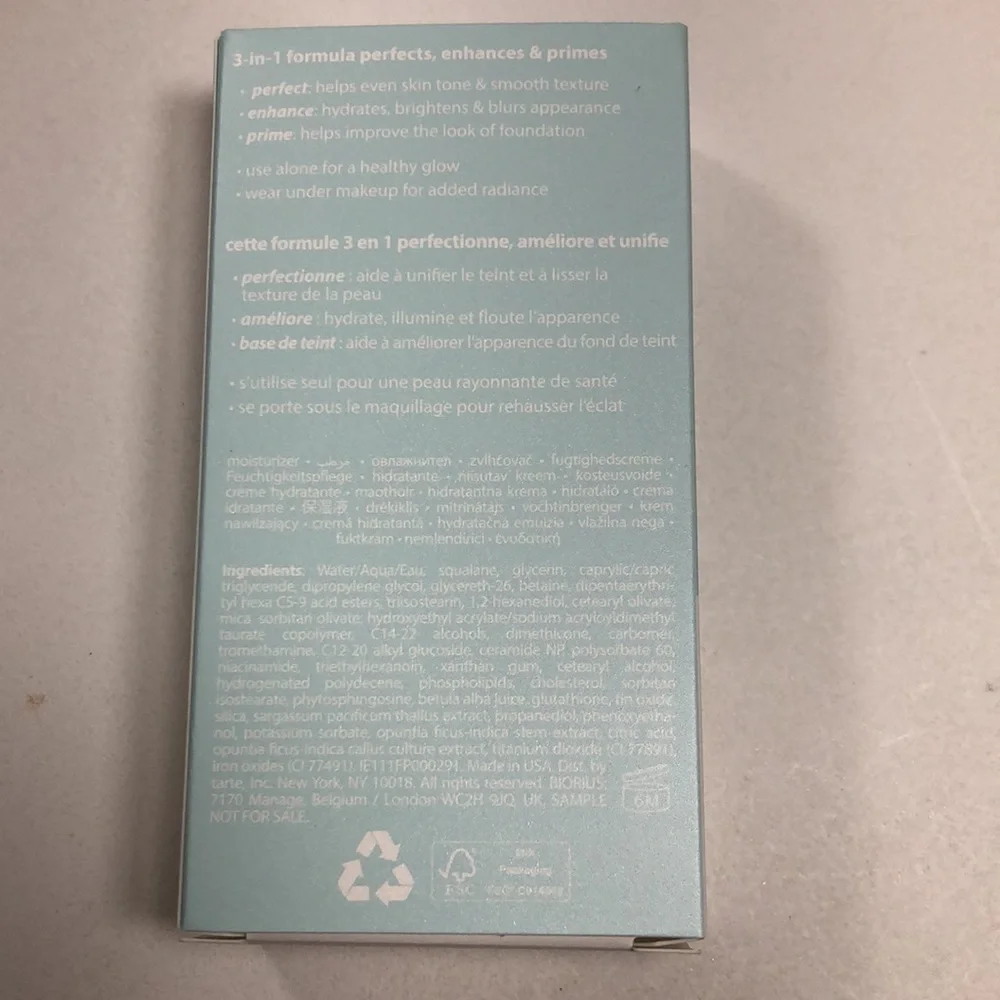 3-in-1 formula perfects, enhances & primes
• perfect: helps even skin tone & smooth texture
• enhance: hydrates, brightens & blurs appearance
• prime: helps improve the look of foundation
• use alone for a healthy glow
• wear under makeup for added radiance
cette formule 3 en 1 perfectionne, améliore et unifie
• perfectionne : aide à unifier le teint et à lisser la
texture de la peau
• améliore : hydrate, illumine et floute l'apparence
• base de teint : aide à améliorer l'apparence du fond de teint
• s'utilise seul pour une peau rayonnante de santé
• se porte sous le maquillage pour rehausser l'éclat
moisturizer • مرطب • овлажнител • zvlhčovač • fugtighedscreme •
Feuchtigkeitspflege • hidratante • niisutav kreem • kosteusvoide •
crème hydratante • maothóir • hidratantna krema • hidratáló • crema
idratante • 保湿液 • drėkiklis • mitrinātājs • vochtinbrenger • krem
nawilżający • cremă hidratantă • hydratačná emulzia • vlažilna nega •
fuktkräm • nemlendirici • ενυδατική
Ingredients: Water/Aqua/Eau, squalane, glycerin, caprylic/capric
triglyceride, dipropylene glycol, glycereth-26, betaine, dipentaerythri-
tyl hexa C5-9 acid esters, triisostearin, 1,2-hexanediol, cetearyl olivate,
mica, sorbitan olivate, hydroxyethyl acrylate/sodium acryloyldimethyl
taurate copolymer, C14-22 alcohols, dimethicone, carbomer,
tromethamine, C12-20 alkyl glucoside, ceramide NP, polysorbate 60,
niacinamide, triethylhexanoin, xanthan gum, cetearyl alcohol,
hydrogenated polydecene, phospholipids, cholesterol, sorbitan
isostearate, phytosphingosine, betula alba juice, glutathione, tin oxide,
silica, sargassum pacificum thallus extract, propanediol, phenoxyetha-
nol, potassium sorbate, opuntia ficus-indica stem extract, citric acid,
opuntia ficus-indica callus culture extract, titanium dioxide (CI 77891),
iron oxides (CI 77491). IE111FP000291. Made in USA. Dist. by
tarte, inc. New York, NY 10018. All rights reserved. BIORIUS,
7170 Manage, Belgium / London WC2H 9JQ, UK. SAMPLE
NOT FOR SALE.
6M
FSC
Packaging